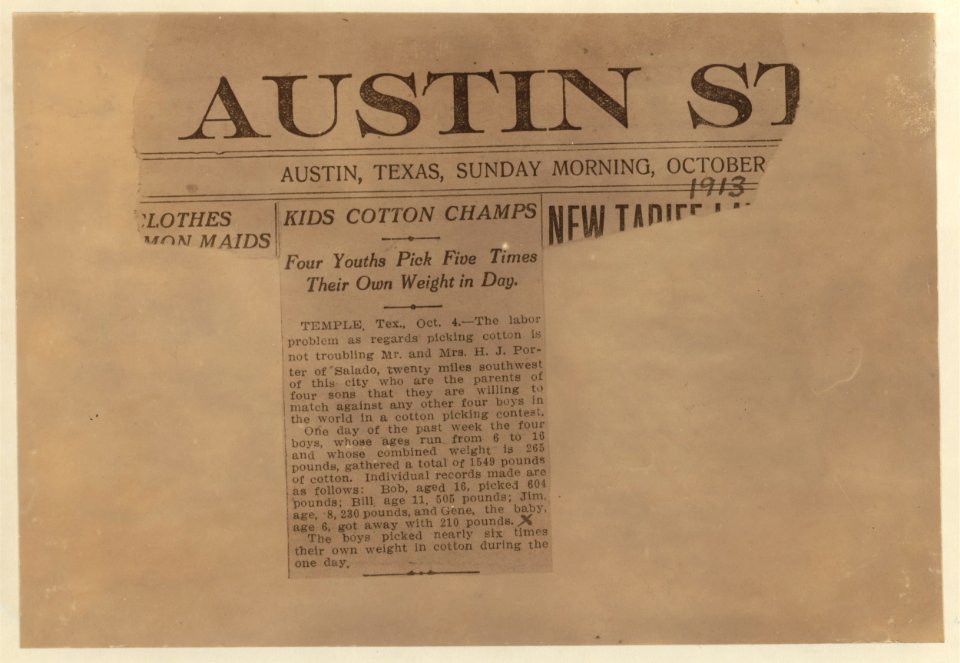 AUSTIN ST
AUSTIN, TEXAS, SUNDAY MORNING, OCTOBER
1913
CLOTHES
MON MAIDS
KIDS COTTON CHAMPS
Four Youths Pick Five Times
Their Own Weight in Day.
NEW TARIFF
TEMPLE, Tex., Oct. 4.—The labor
problem as regards picking cotton is
not troubling Mr. and Mrs. H. J. Por-
ter of Salado, twenty miles southwest
of this city who are the parents of
four sons that they are willing to
match against any other four boys in
the world in a cotton picking contest.
One day of the past week the four
boys, whose ages run from 6 to 16
and whose combined weight is 265
pounds, gathered a total of 1549 pounds
of cotton. Individual records made are
as follows: Bob, aged 16, picked 604
pounds; Bill, age 11, 505 pounds; Jim,
age, 8, 230 pounds, and Gene, the baby,
age 6, got away with 210 pounds. X
The boys picked nearly six times
their own weight in cotton during the
one day.